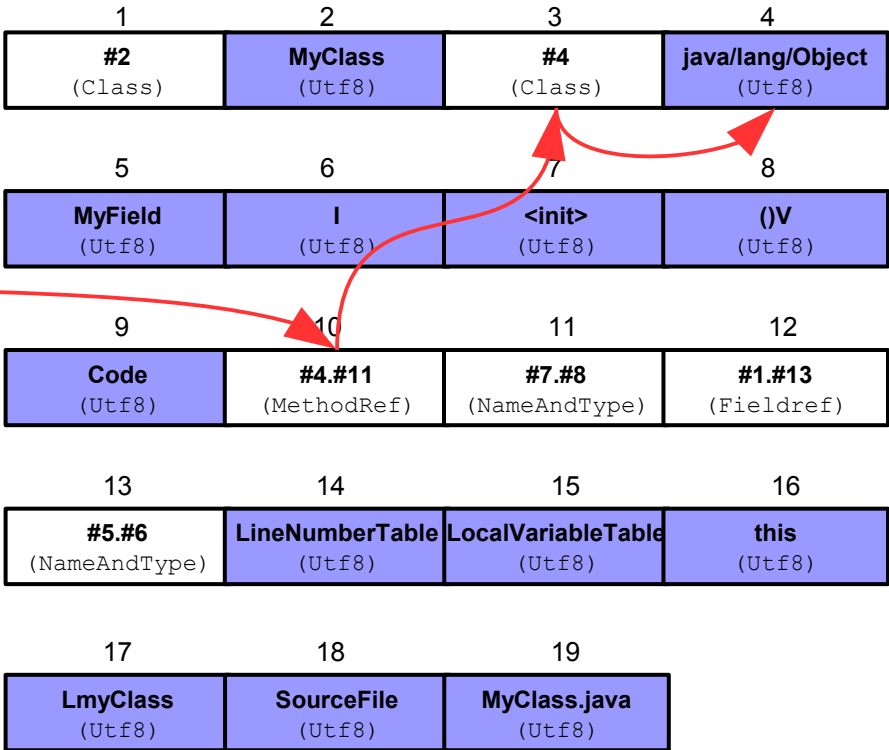 1 2 3 4
#2 MyClass #4 java/lang/Object
(Class) (Utf8) (Class) (Utf8)
5 6 7 8
MyField I <init> ()V
(Utf8) (Utf8) (Utf8) (Utf8)
9 10 11 12
Code #4.#11 #7.#8 #1.#13
(Utf8) (MethodRef) (NameAndType) (Fieldref)
13 14 15 16
#5.#6 LineNumberTable LocalVariableTable this
(NameAndType) (Utf8) (Utf8) (Utf8)
17 18 19
LmyClass SourceFile MyClass.java
(Utf8) (Utf8) (Utf8)